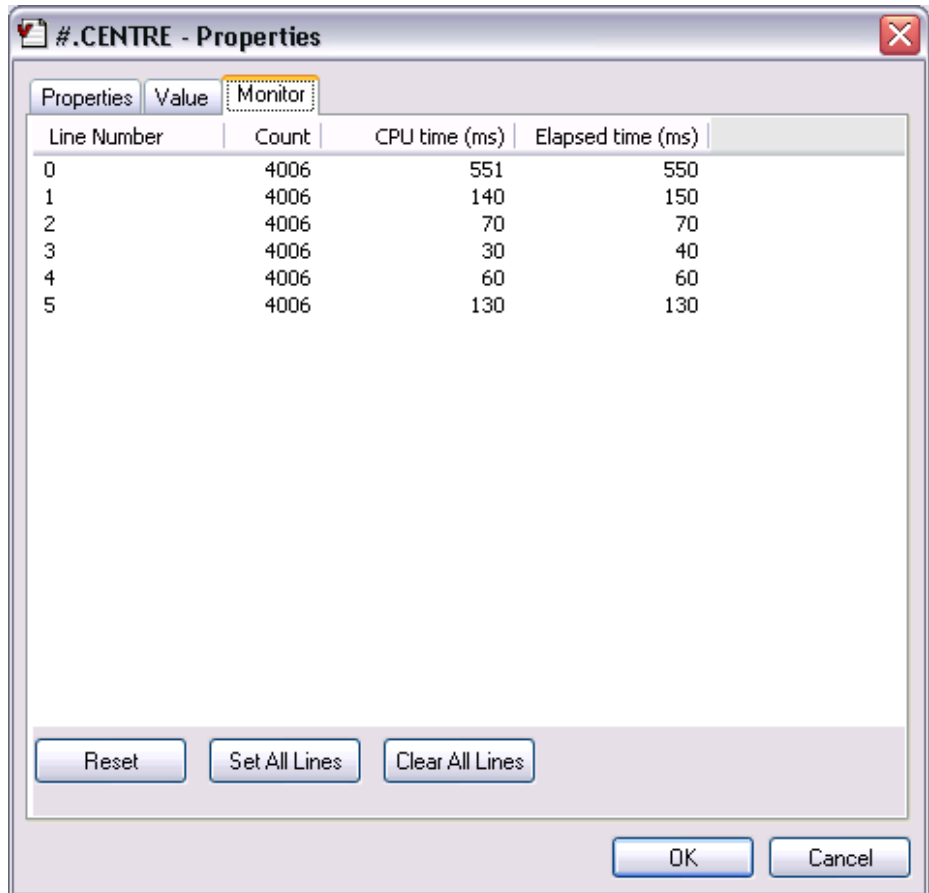 #.CENTRE - Properties
Properties Value Monitor
Line Number Count CPU time (ms) Elapsed time (ms)
0 4006 551 550
1 4006 140 150
2 4006 70 70
3 4006 30 40
4 4006 60 60
5 4006 130 130
Reset Set All Lines Clear All Lines
OK Cancel